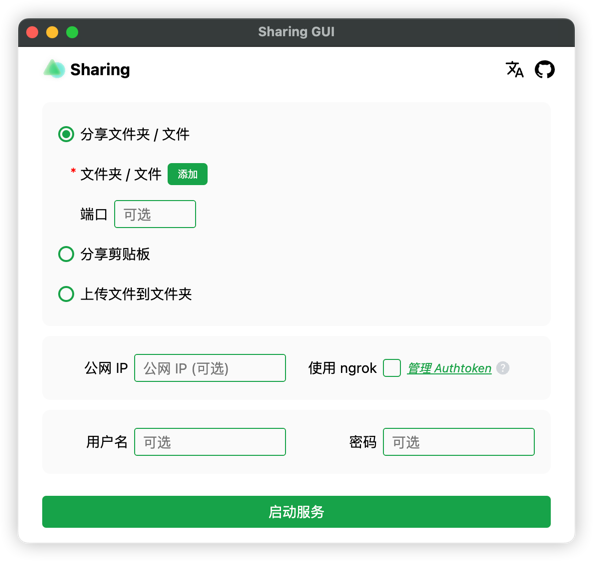 Sharing GUI
Sharing
分享文件夹 / 文件
* 文件夹 / 文件 添加
端口 可选
分享剪贴板
上传文件到文件夹
公网 IP 公网 IP (可选) 使用 ngrok 管理 Authtoken ?
用户名 可选 密码 可选
启动服务